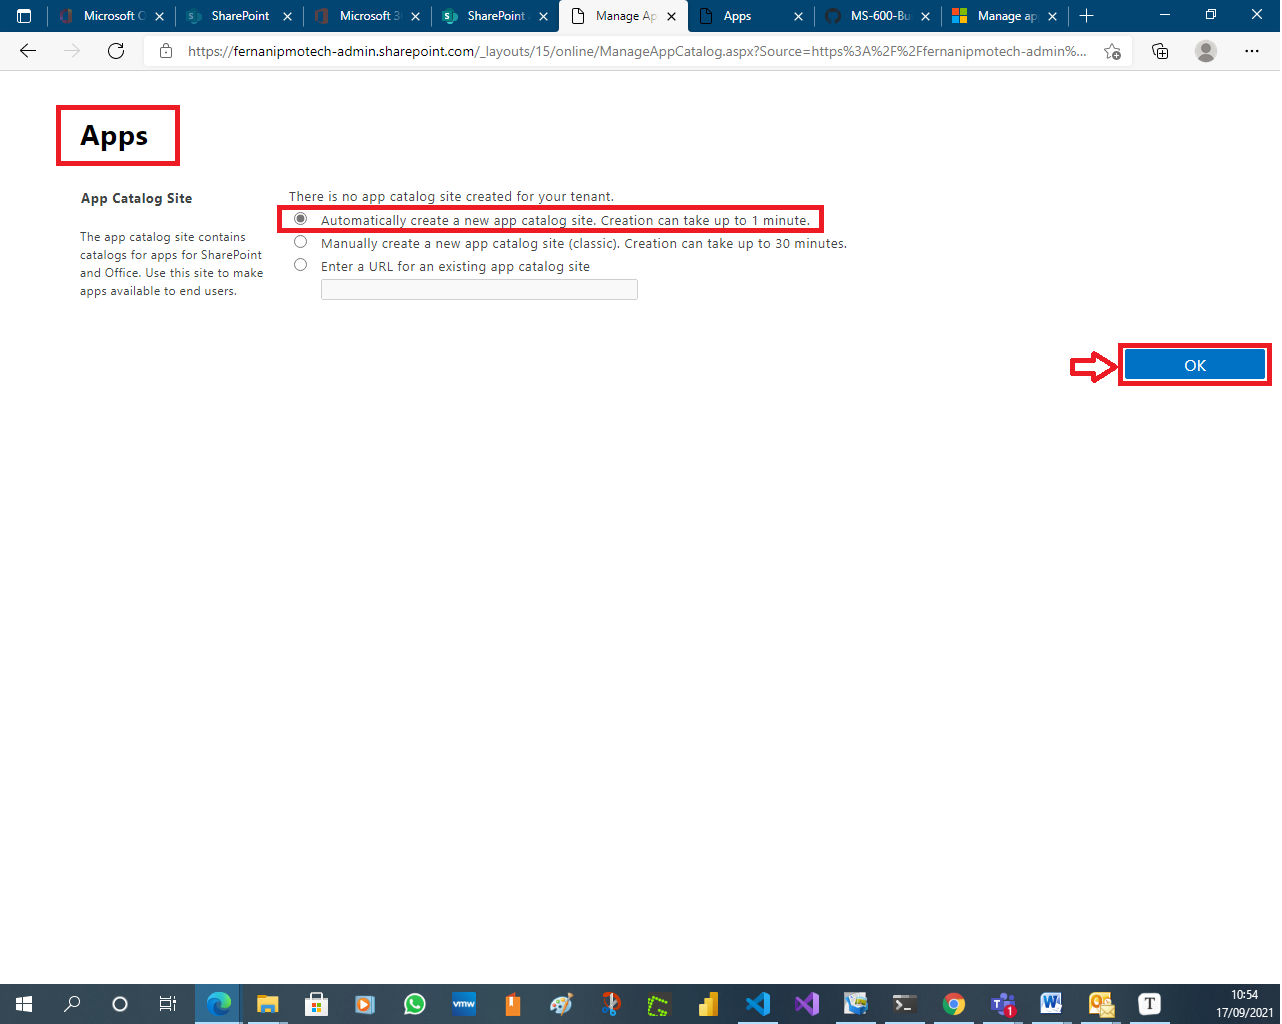 Microsoft O
SharePoint
Microsoft 3
SharePoint
Manage Ap
Apps
MS-600-Bu
Manage ap
https://fernanipmotech-admin.sharepoint.com/_layouts/15/online/ManageAppCatalog.aspx?Source=https%3A%2F%2Ffernanipmotech-admin%...
Apps
App Catalog Site
The app catalog site contains
catalogs for apps for SharePoint
and Office. Use this site to make
apps available to end users.
There is no app catalog site created for your tenant.
Automatically create a new app catalog site. Creation can take up to 1 minute.
Manually create a new app catalog site (classic). Creation can take up to 30 minutes.
Enter a URL for an existing app catalog site
OK
vmw
1
T
10:54
17/09/2021